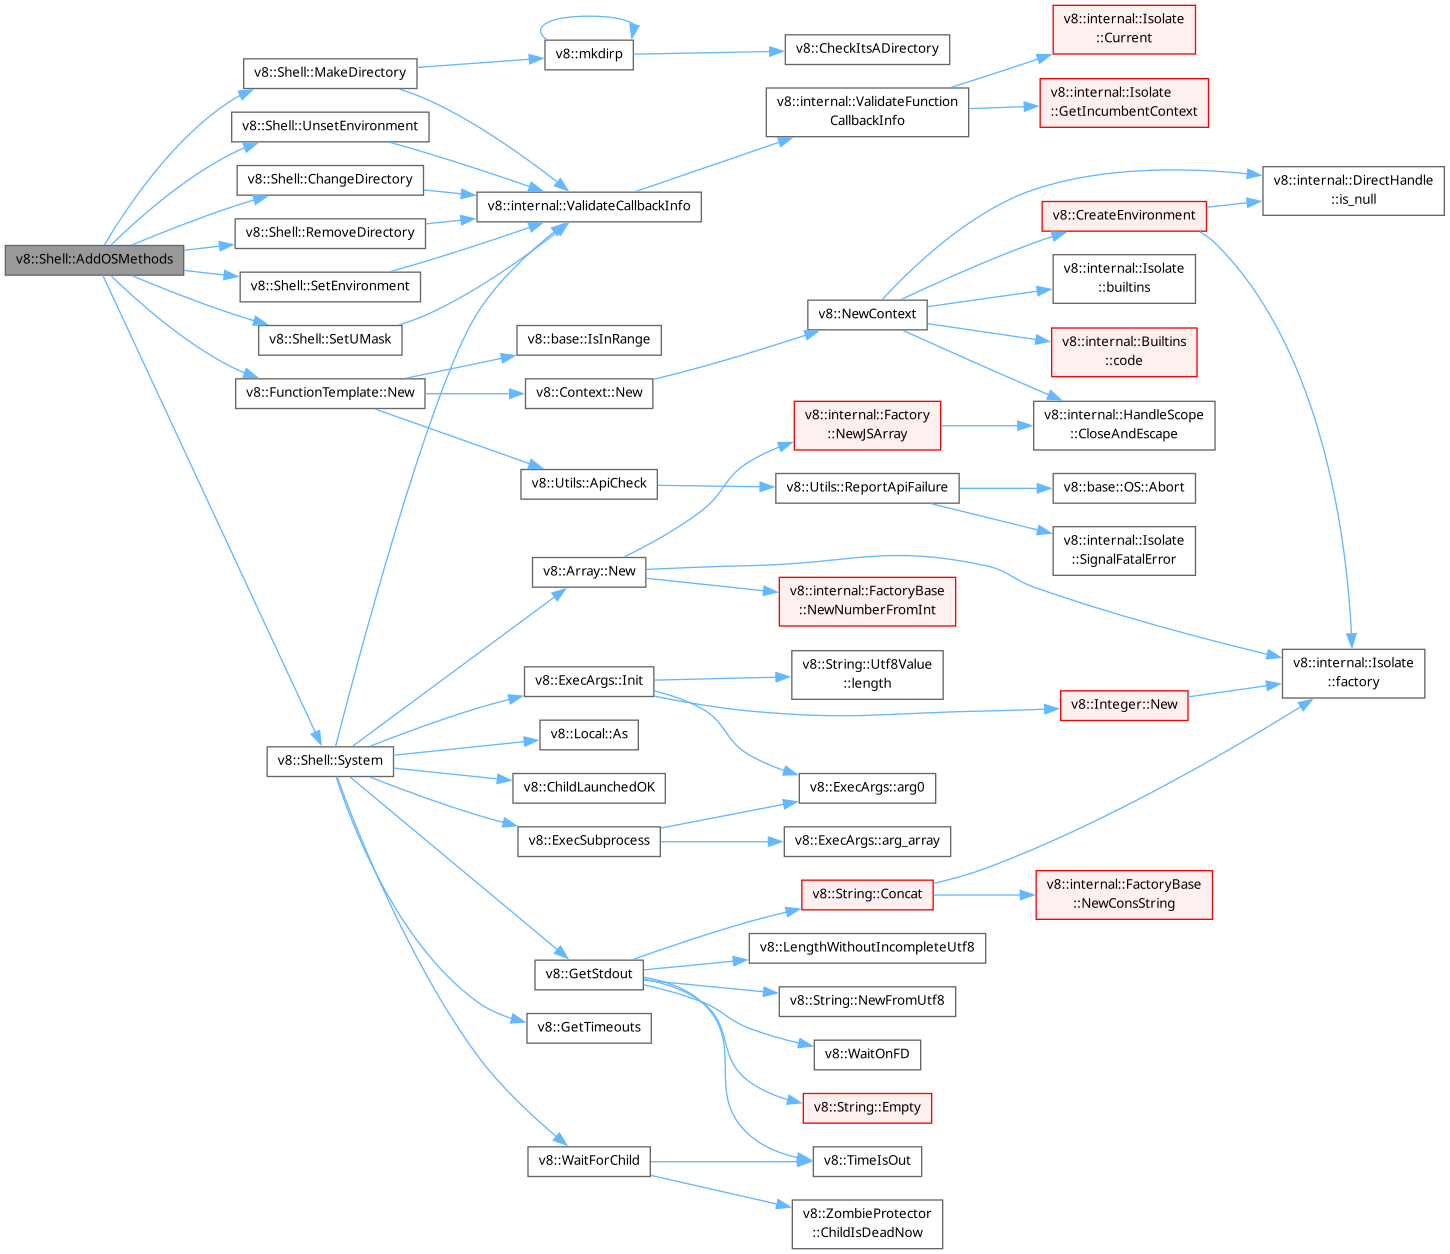 v8::Shell::AddOSMethods
v8::Shell::MakeDirectory
v8::Shell::UnsetEnvironment
v8::Shell::ChangeDirectory
v8::Shell::RemoveDirectory
v8::Shell::SetEnvironment
v8::Shell::SetUMask
v8::FunctionTemplate::New
v8::Shell::System
v8::mkdirp
v8::internal::ValidateCallbackInfo
v8::base::IsInRange
v8::Context::New
v8::Utils::ApiCheck
v8::Array::New
v8::ExecArgs::Init
v8::Local::As
v8::ChildLaunchedOK
v8::ExecSubprocess
v8::GetStdout
v8::GetTimeouts
v8::WaitForChild
v8::CheckItsADirectory
v8::internal::ValidateFunction
CallbackInfo
v8::NewContext
v8::internal::Factory
::NewJSArray
v8::Utils::ReportApiFailure
v8::internal::FactoryBase
::NewNumberFromInt
v8::String::Utf8Value
::length
v8::ExecArgs::arg0
v8::ExecArgs::arg_array
v8::String::Concat
v8::LengthWithoutIncompleteUtf8
v8::String::NewFromUtf8
v8::WaitOnFD
v8::String::Empty
v8::TimeIsOut
v8::ZombieProtector
::ChildIsDeadNow
v8::internal::Isolate
::Current
v8::internal::Isolate
::GetIncumbentContext
v8::CreateEnvironment
v8::internal::Isolate
::builtins
v8::internal::Builtins
::code
v8::internal::HandleScope
::CloseAndEscape
v8::base::OS::Abort
v8::internal::Isolate
::SignalFatalError
v8::Integer::New
v8::internal::FactoryBase
::NewConsString
v8::internal::DirectHandle
::is_null
v8::internal::Isolate
::factory